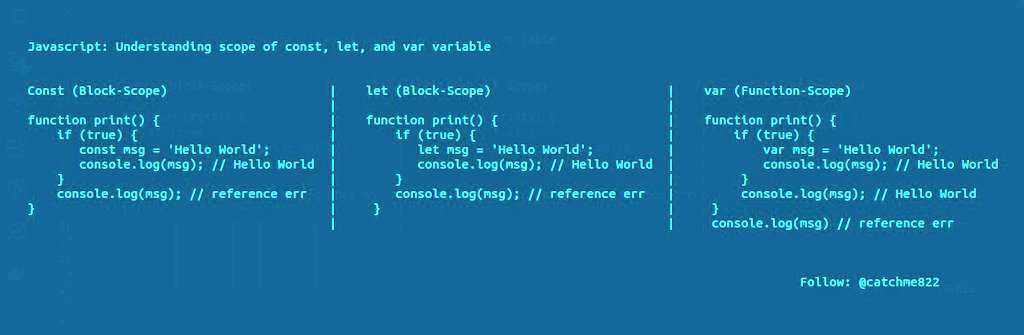 Javascript: Understanding scope of const, let, and var variable
Const (Block-Scope) | let (Block-Scope) | var (Function-Scope)
| |
function print() { | function print() { | function print() {
if (true) { | if (true) { | if (true) {
const msg = 'Hello World'; | let msg = 'Hello World'; | var msg = 'Hello World';
console.log(msg); // Hello World | console.log(msg); // Hello World | console.log(msg); // Hello World
} | } | }
console.log(msg); // reference err | console.log(msg); // reference err | console.log(msg); // Hello World
} | } | }
| | console.log(msg) // reference err
Follow: @catchme822